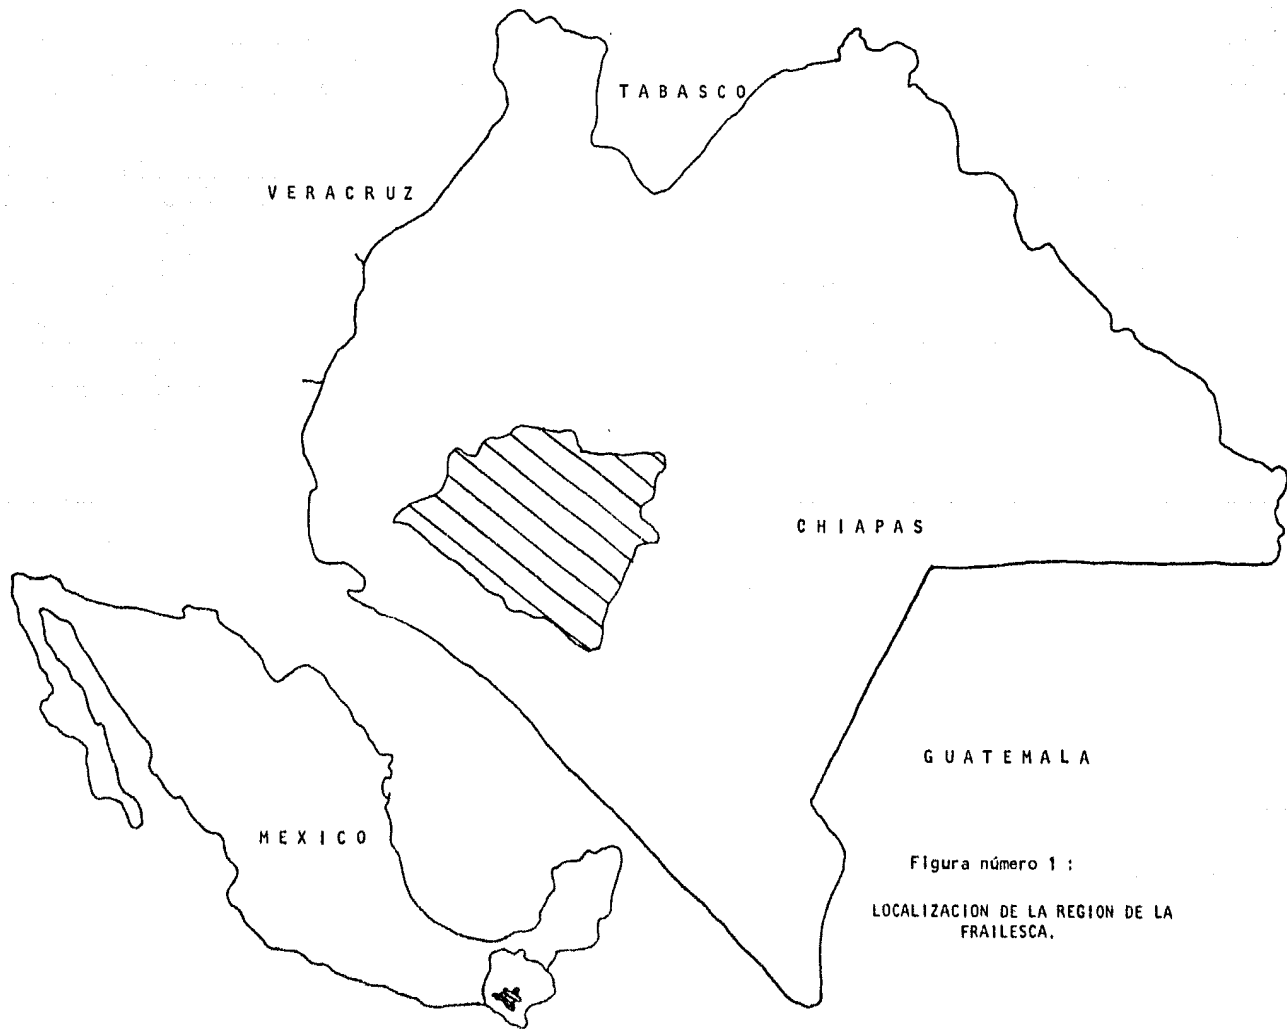 TABASCO
VERACRUZ
CHIAPAS
GUATEMALA
MEXICO
Figura número 1 :
LOCALIZACION DE LA REGION DE LA
FRAILESCA.